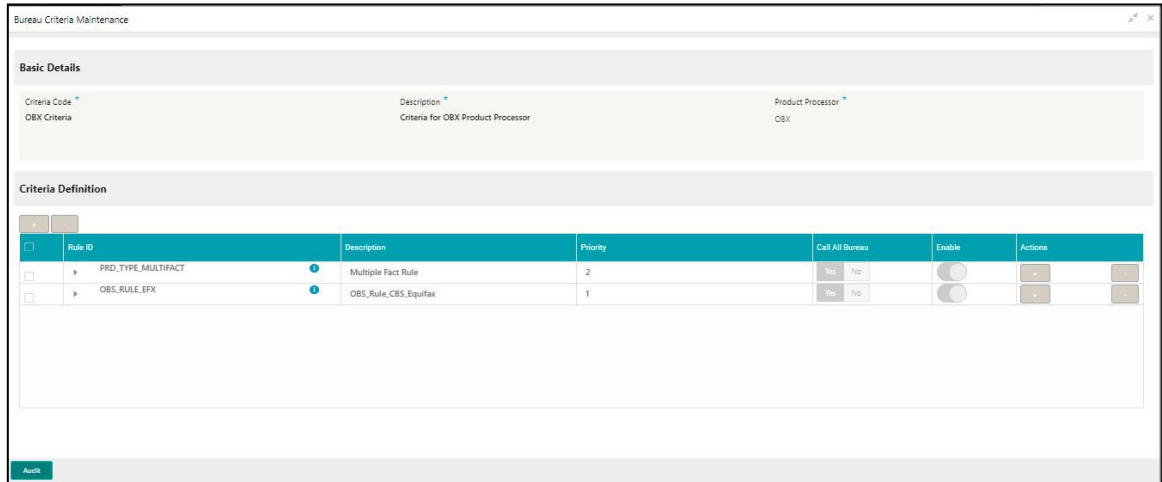 Bureau Criteria Maintenance
Basic Details
Criteria Code * Description * Product Processor *
OBX Criteria Criteria for OBX Product Processor OBX
Criteria Definition
+ -
Rule ID Description Priority Call All Bureau Enable Actions
PRD_TYPE_MULTIFACT Multiple Fact Rule 2 Yes No + -
OBS_RULE_EFX OBS_Rule_CBS_Equifax 1 Yes No + -
Audit